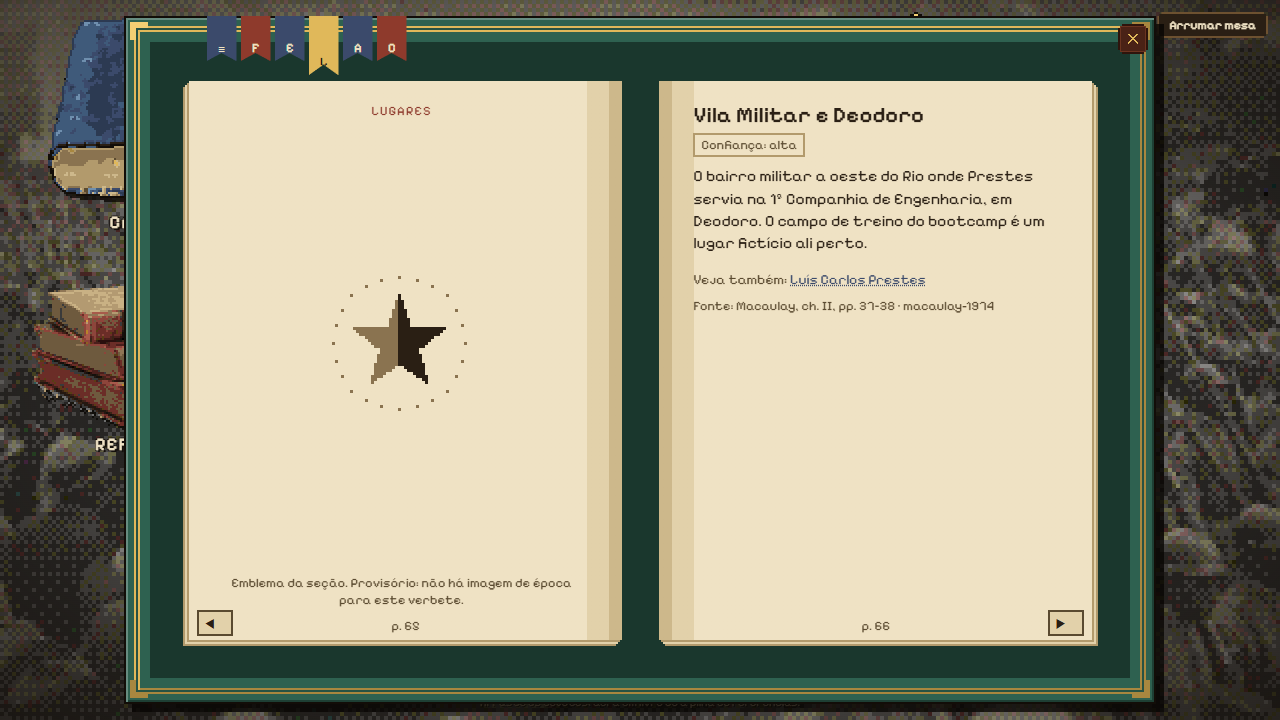 Arrumar mesa
≡ F E L A O
LUGARES
Emblema da seção. Provisório: não há imagem de época
para este verbete.
p. 65
Vila Militar e Deodoro
Confiança: alta
O bairro militar a oeste do Rio onde Prestes
servia na 1ª Companhia de Engenharia, em
Deodoro. O campo de treino do bootcamp é um
lugar fictício ali perto.
Veja também: Luís Carlos Prestes
Fonte: Macaulay, ch. II, pp. 37-38 · macaulay-1974
p. 66